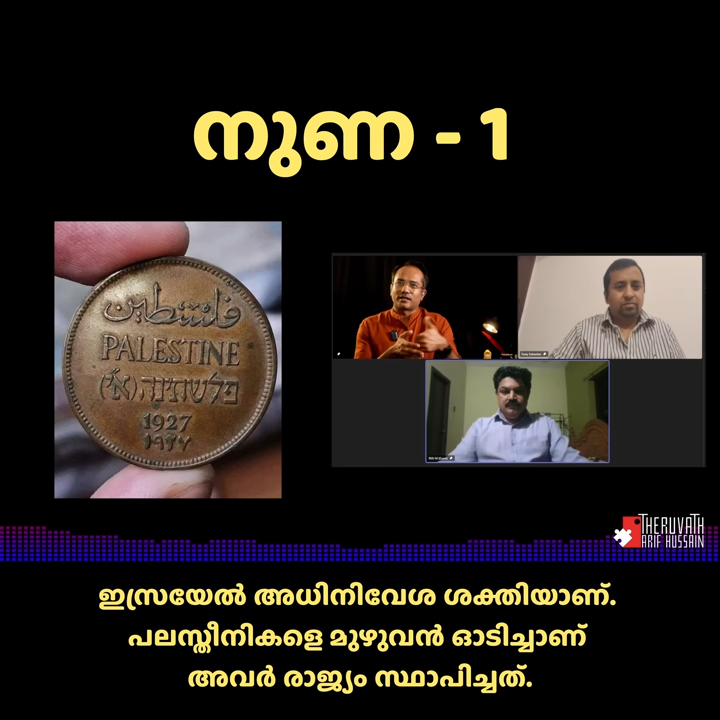 നുണ - 1
فلسطين
PALESTINE
פלשתינה (א״י)
1927
١٩٢٧
THERUVATH
ARIF HUSSAIN
ഇസ്രയേൽ അധിനിവേശ ശക്തിയാണ്.
പലസ്തീനികളെ മുഴുവൻ ഓടിച്ചാണ്
അവർ രാജ്യം സ്ഥാപിച്ചത്.